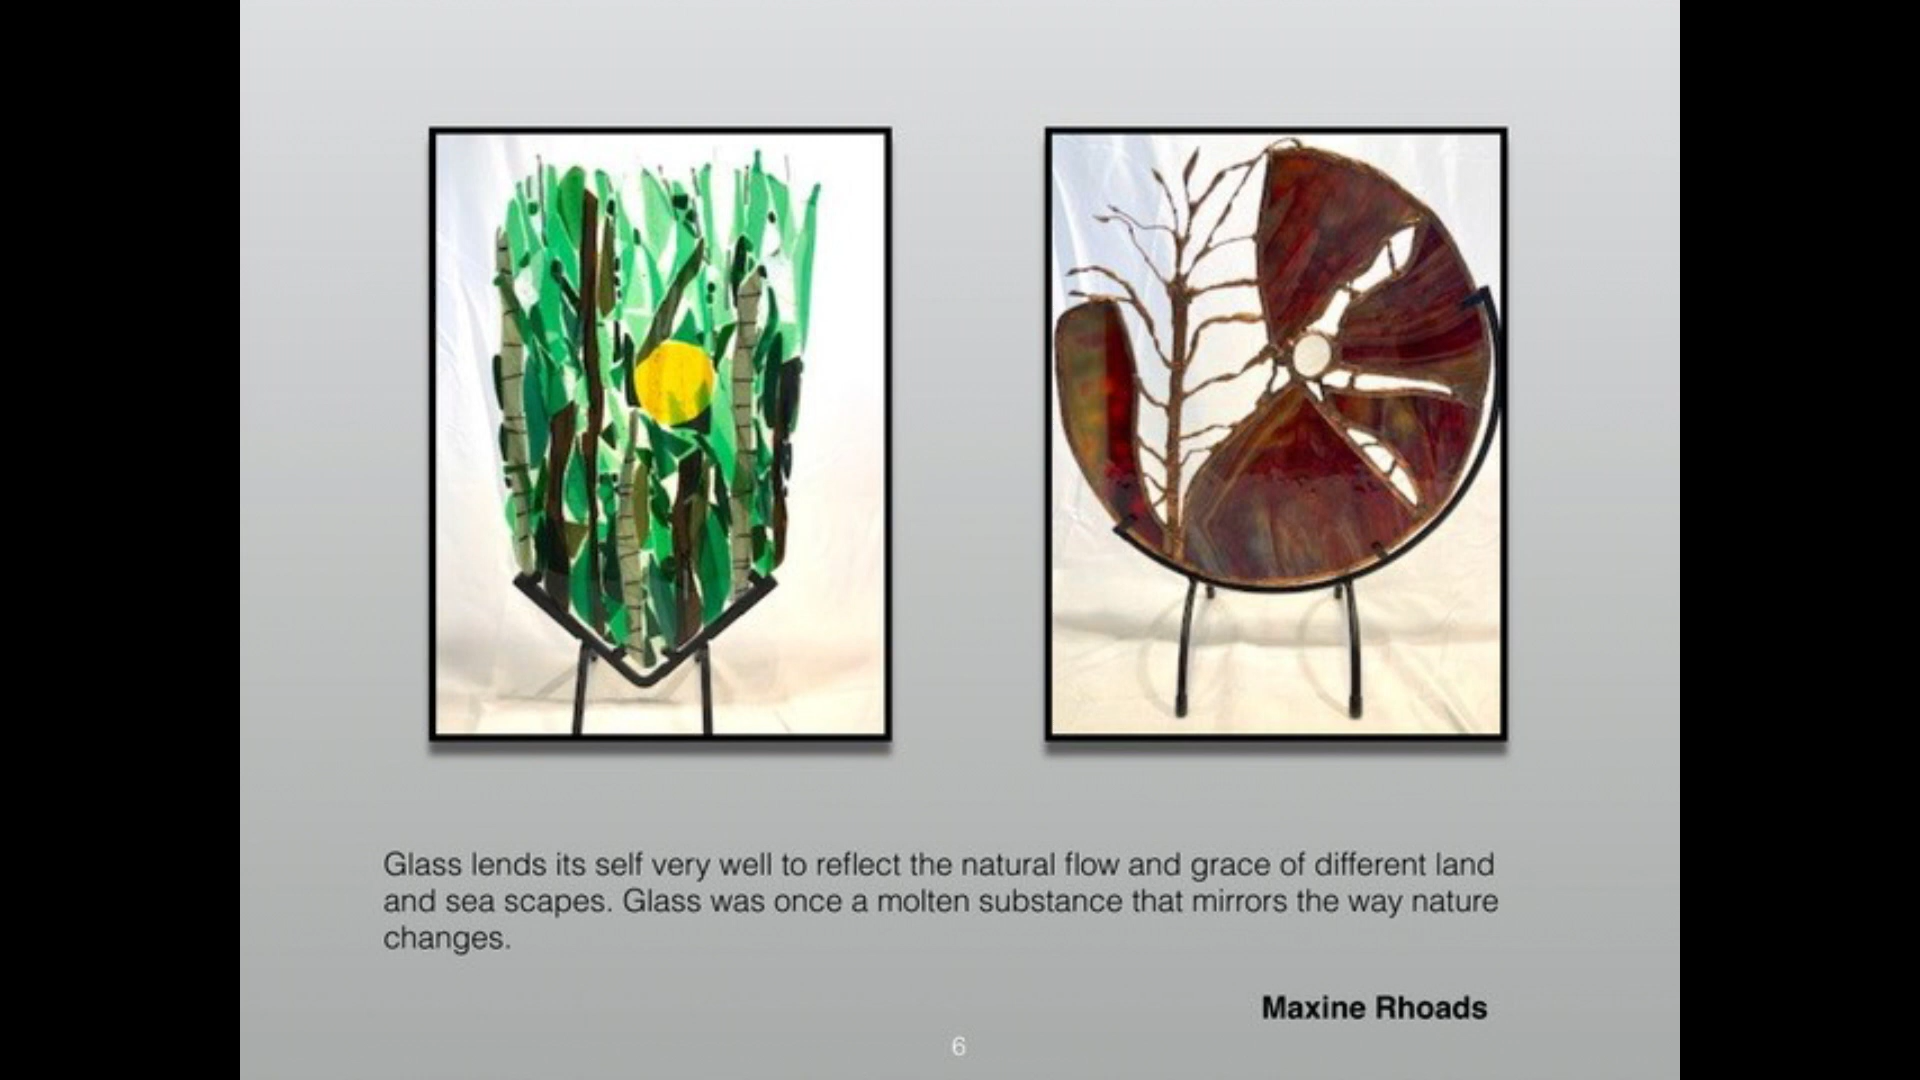 Glass lends its self very well to reflect the natural flow and grace of different land
and sea scapes. Glass was once a molten substance that mirrors the way nature
changes.
Maxine Rhoads
6